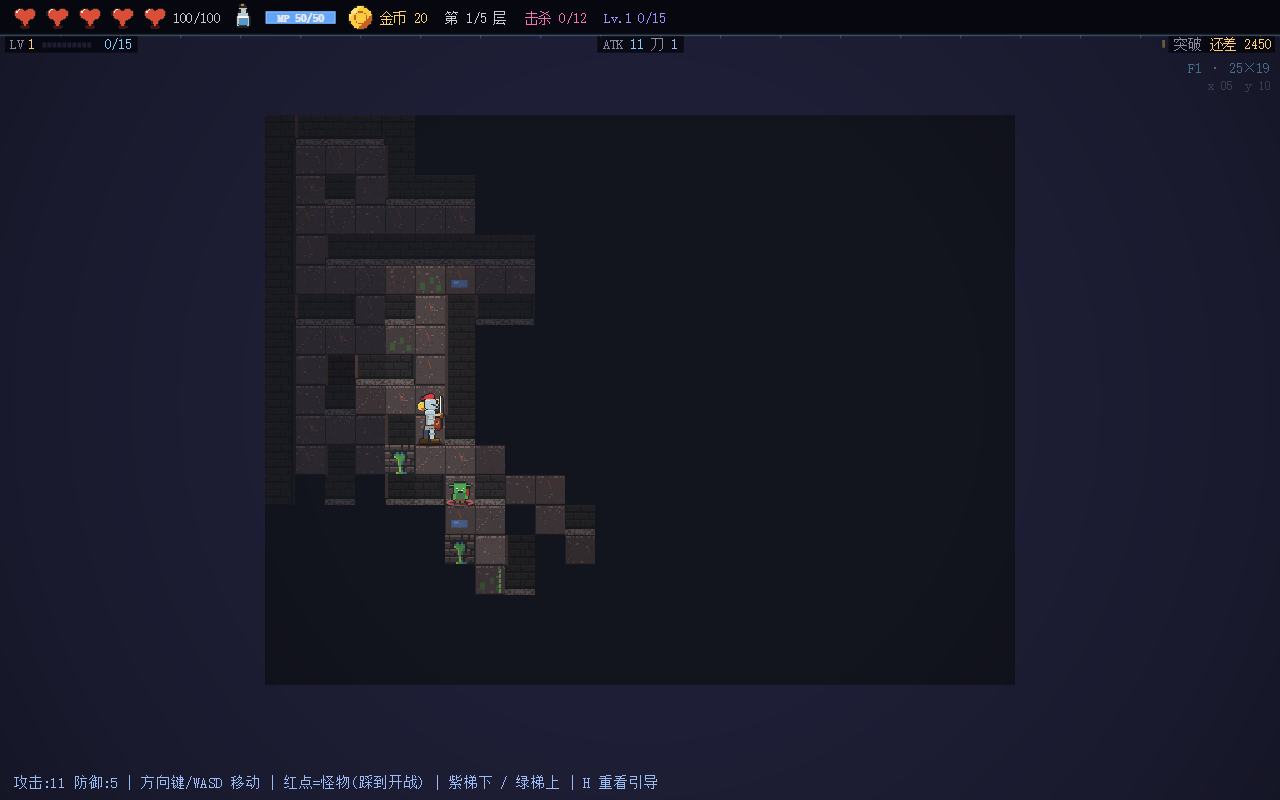 100/100 MP 50/50 金币 20 第 1/5 层 击杀 0/12 Lv.1 0/15
LV 1 0/15 ATK 11 刀 1 突破 还差 2450
F1 · 25×19
x 05 y 10
攻击:11 防御:5 | 方向键/WASD 移动 | 红点=怪物(踩到开战) | 紫梯下 / 绿梯上 | H 重看引导